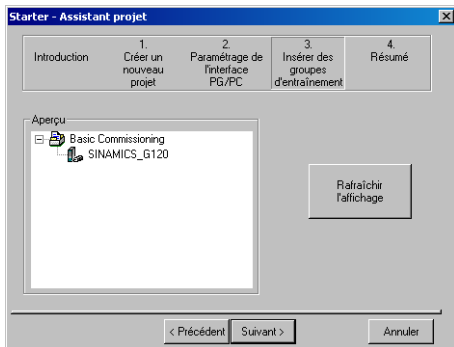 Starter - Assistant projet
Introduction
1.
Créer un
nouveau
projet
2.
Paramétrage de
l'interface
PG/PC
3.
Insérer des
groupes
d'entraînement
4.
Résumé
Aperçu
Basic Commissioning
SINAMICS_G120
Rafraîchir
l'affichage
< Précédent
Suivant >
Annuler